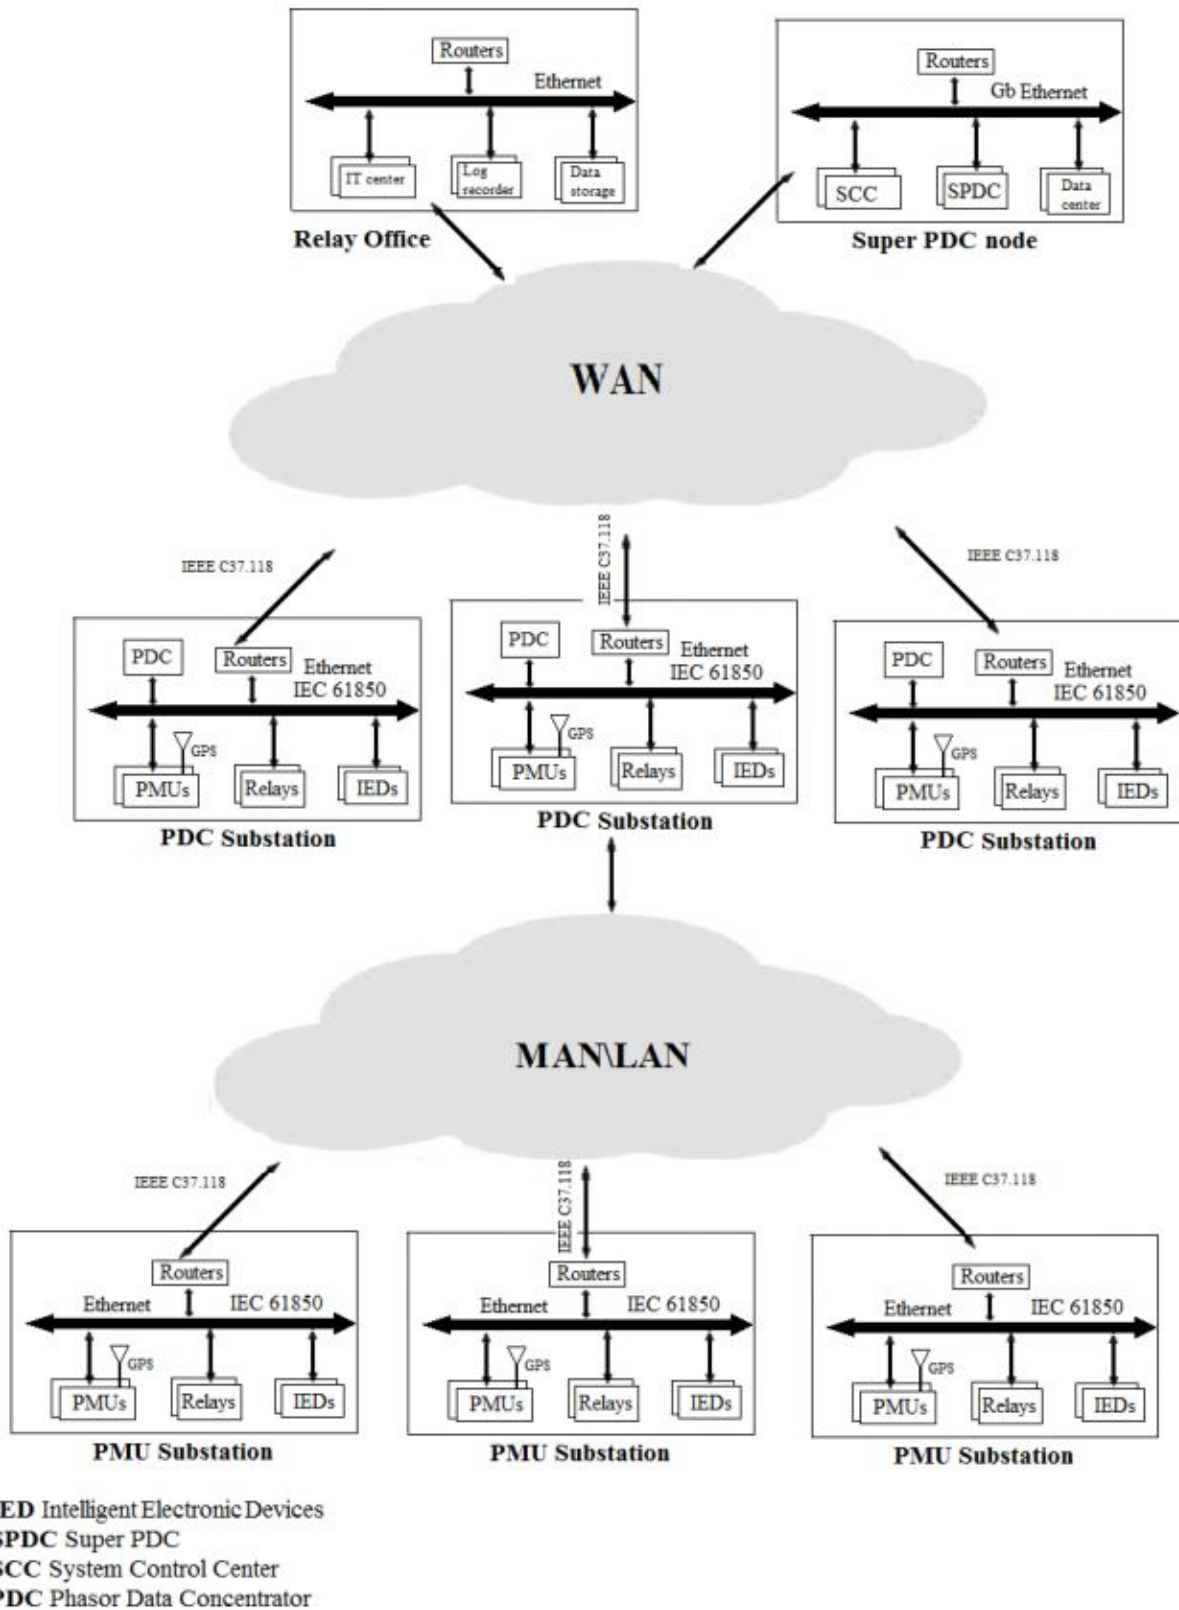 Routers
Ethernet
IT center
Log
recorder
Data
storage
Relay Office
Routers
Gb Ethernet
SCC
SPDC
Data
center
Super PDC node
WAN
IEEE C37.118
IEEE C37.118
IEEE C37.118
PDC
Routers
Ethernet
IEC 61850
GPS
PMUs
Relays
IEDs
PDC Substation
PDC
Routers
Ethernet
IEC 61850
GPS
PMUs
Relays
IEDs
PDC Substation
PDC
Routers
Ethernet
IEC 61850
GPS
PMUs
Relays
IEDs
PDC Substation
MAN\LAN
IEEE C37.118
IEEE C37.118
IEEE C37.118
Routers
Ethernet
IEC 61850
GPS
PMUs
Relays
IEDs
PMU Substation
Routers
Ethernet
IEC 61850
GPS
PMUs
Relays
IEDs
PMU Substation
Routers
Ethernet
IEC 61850
GPS
PMUs
Relays
IEDs
PMU Substation
IED Intelligent Electronic Devices
SPDC Super PDC
SCC System Control Center
PDC Phasor Data Concentrator